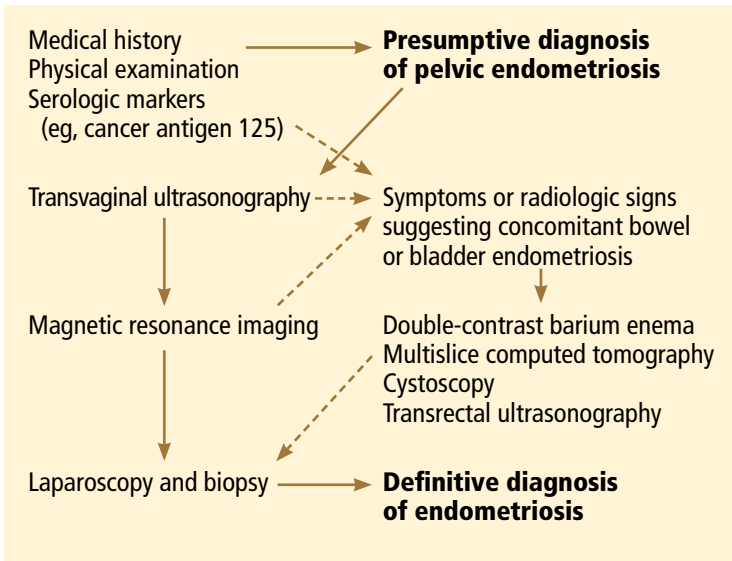 Medical history
Physical examination
Serologic markers
(eg, cancer antigen 125)
Presumptive diagnosis
of pelvic endometriosis
Transvaginal ultrasonography
Symptoms or radiologic signs
suggesting concomitant bowel
or bladder endometriosis
Magnetic resonance imaging
Double-contrast barium enema
Multislice computed tomography
Cystoscopy
Transrectal ultrasonography
Laparoscopy and biopsy
Definitive diagnosis
of endometriosis